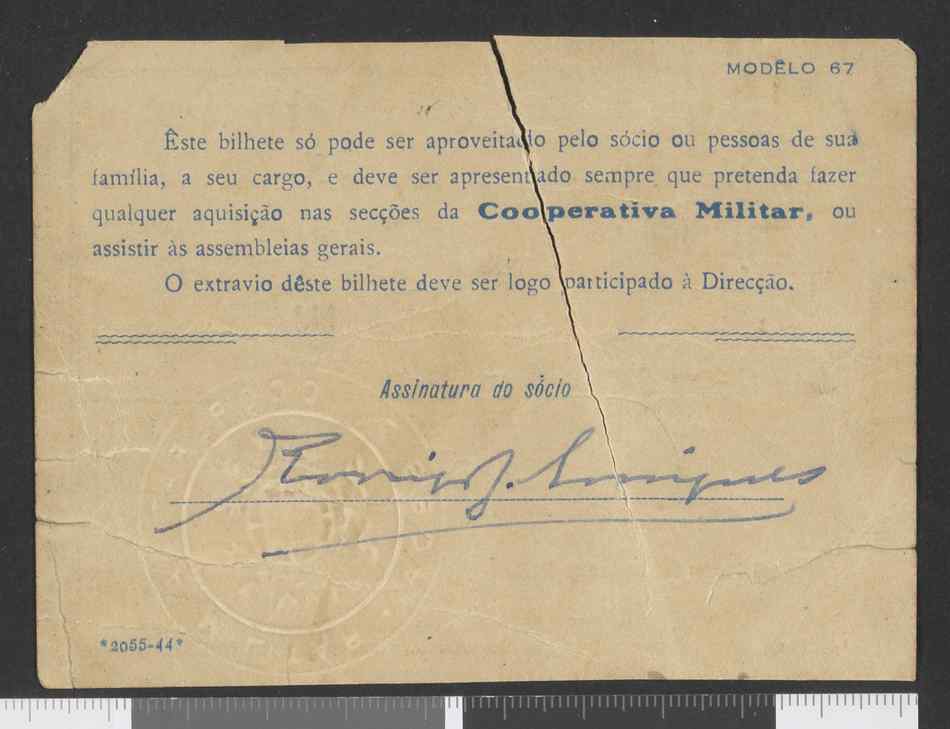 MODÊLO 67
Êste bilhete só pode ser aproveitado pelo sócio ou pessoas de sua
família, a seu cargo, e deve ser apresentado sempre que pretenda fazer
qualquer aquisição nas secções da Cooperativa Militar, ou
assistir às assembleias gerais.
O extravio dêste bilhete deve ser logo participado à Direcção.
Assinatura do sócio
*2055-44*